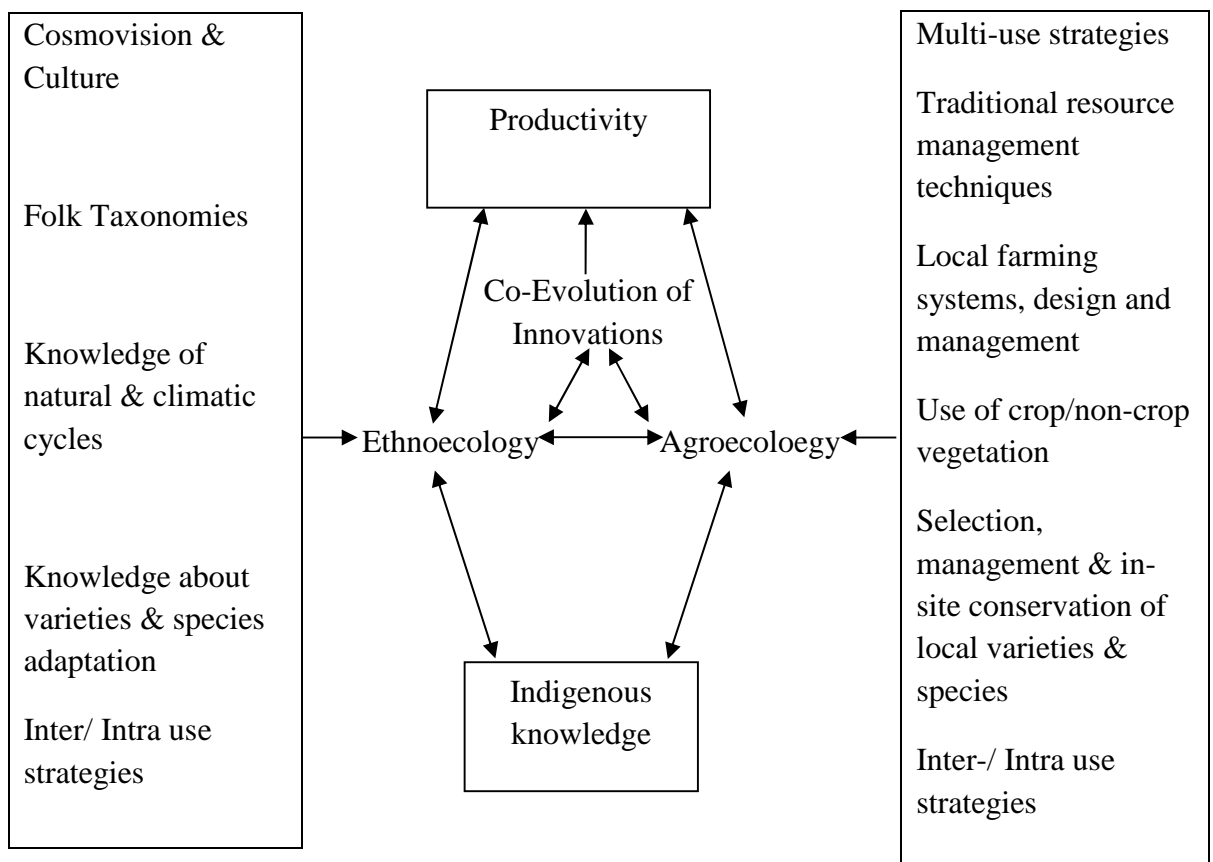 Cosmovision &
Culture
Folk Taxonomies
Knowledge of
natural & climatic
cycles
Knowledge about
varieties & species
adaptation
Inter/ Intra use
strategies
Productivity
Co-Evolution of
Innovations
Ethnoecology
Agroecoloegy
Indigenous
knowledge
Multi-use strategies
Traditional resource
management
techniques
Local farming
systems, design and
management
Use of crop/non-crop
vegetation
Selection,
management & in-
site conservation of
local varieties &
species
Inter-/ Intra use
strategies